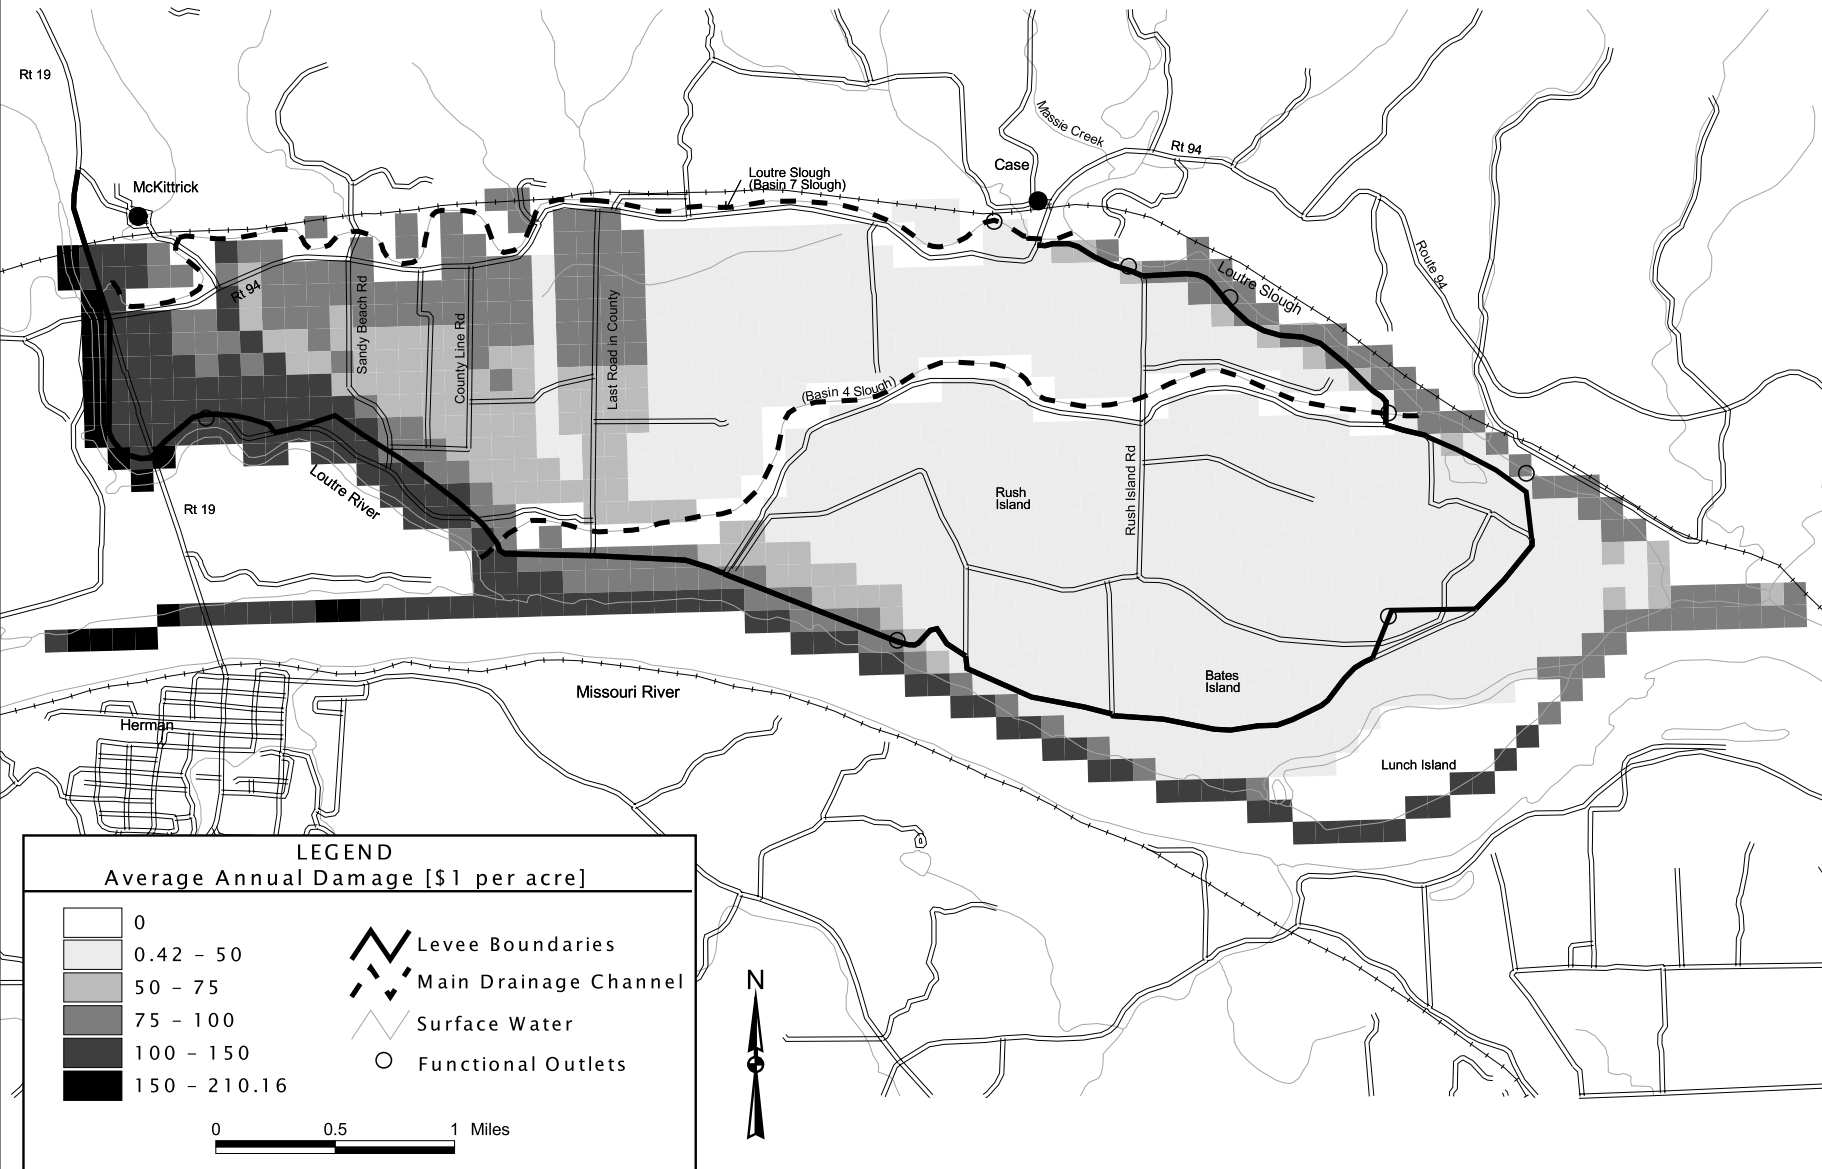 Rt 19
McKittrick
Loutre Slough
(Basin 7 Slough)
Case
Massie Creek
Rt 94
Route 94
Loutre Slough
Rt 94
Sandy Beach Rd
County Line Rd
Last Road in County
(Basin 4 Slough)
Rush Island Rd
Rush
Island
Loutre River
Rt 19
Bates
Island
Missouri River
Herman
Lunch Island
LEGEND
Average Annual Damage [$1 per acre]
0
0.42 – 50
50 – 75
75 – 100
100 – 150
150 – 210.16
Levee Boundaries
Main Drainage Channel
Surface Water
Functional Outlets
0 0.5 1 Miles
N